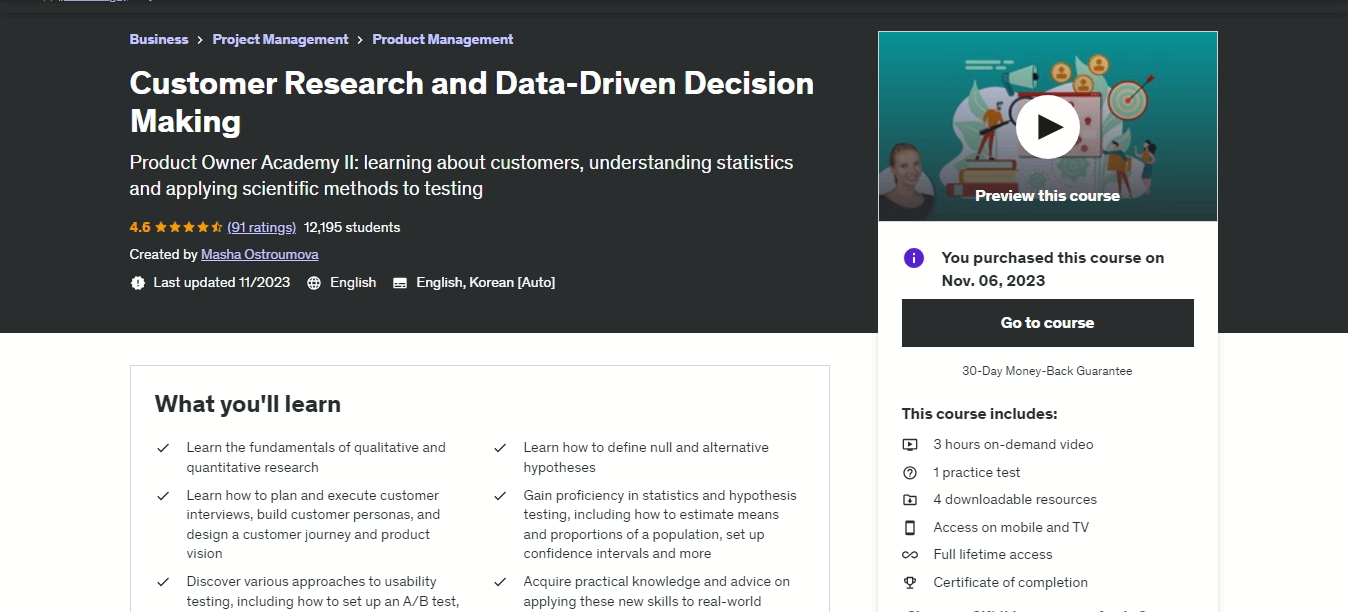 Business > Project Management > Product Management
Customer Research and Data-Driven Decision
Making
Product Owner Academy II: learning about customers, understanding statistics
and applying scientific methods to testing
4.6 (91 ratings) 12,195 students
Created by Masha Ostroumova
Last updated 11/2023 English English, Korean [Auto]
Preview this course
You purchased this course on
Nov. 06, 2023
Go to course
30-Day Money-Back Guarantee
This course includes:
3 hours on-demand video
1 practice test
4 downloadable resources
Access on mobile and TV
Full lifetime access
Certificate of completion
What you'll learn
Learn the fundamentals of qualitative and
quantitative research
Learn how to plan and execute customer
interviews, build customer personas, and
design a customer journey and product
vision
Discover various approaches to usability
testing, including how to set up an A/B test,
Learn how to define null and alternative
hypotheses
Gain proficiency in statistics and hypothesis
testing, including how to estimate means
and proportions of a population, set up
confidence intervals and more
Acquire practical knowledge and advice on
applying these new skills to real-world